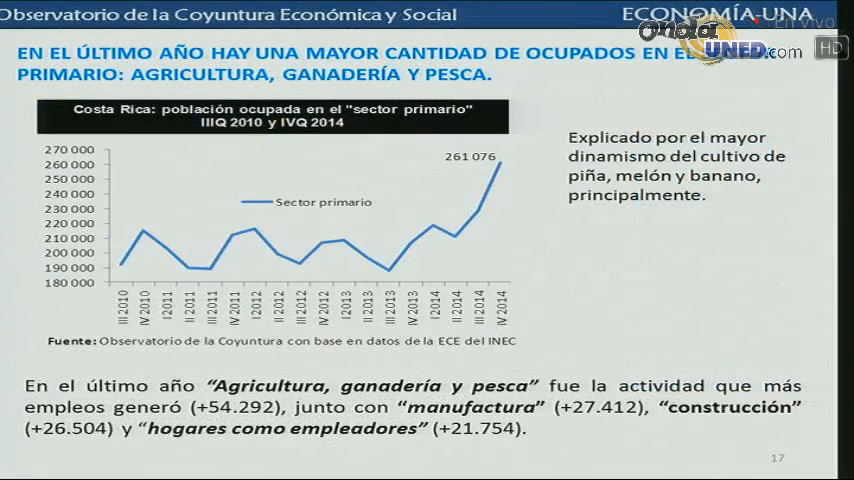 Observatorio de la Coyuntura Económica y Social
ECONOMÍA-UNA
En Vivo
onda
UNED.com
HD
EN EL ÚLTIMO AÑO HAY UNA MAYOR CANTIDAD DE OCUPADOS EN EL
PRIMARIO: AGRICULTURA, GANADERÍA Y PESCA.
Costa Rica: población ocupada en el "sector primario"
IIIQ 2010 y IVQ 2014
270 000
260 000
250 000
240 000
230 000
220 000
210 000
200 000
190 000
180 000
261 076
Sector primario
III 2010
IV 2010
I 2011
II 2011
III 2011
IV 2011
I 2012
II 2012
III 2012
IV 2012
I 2013
II 2013
III 2013
IV 2013
I 2014
II 2014
III 2014
IV 2014
Fuente: Observatorio de la Coyuntura con base en datos de la ECE del INEC
Explicado por el mayor
dinamismo del cultivo de
piña, melón y banano,
principalmente.
En el último año "Agricultura, ganadería y pesca" fue la actividad que más
empleos generó (+54.292), junto con "manufactura" (+27.412), "construcción"
(+26.504) y "hogares como empleadores" (+21.754).
17